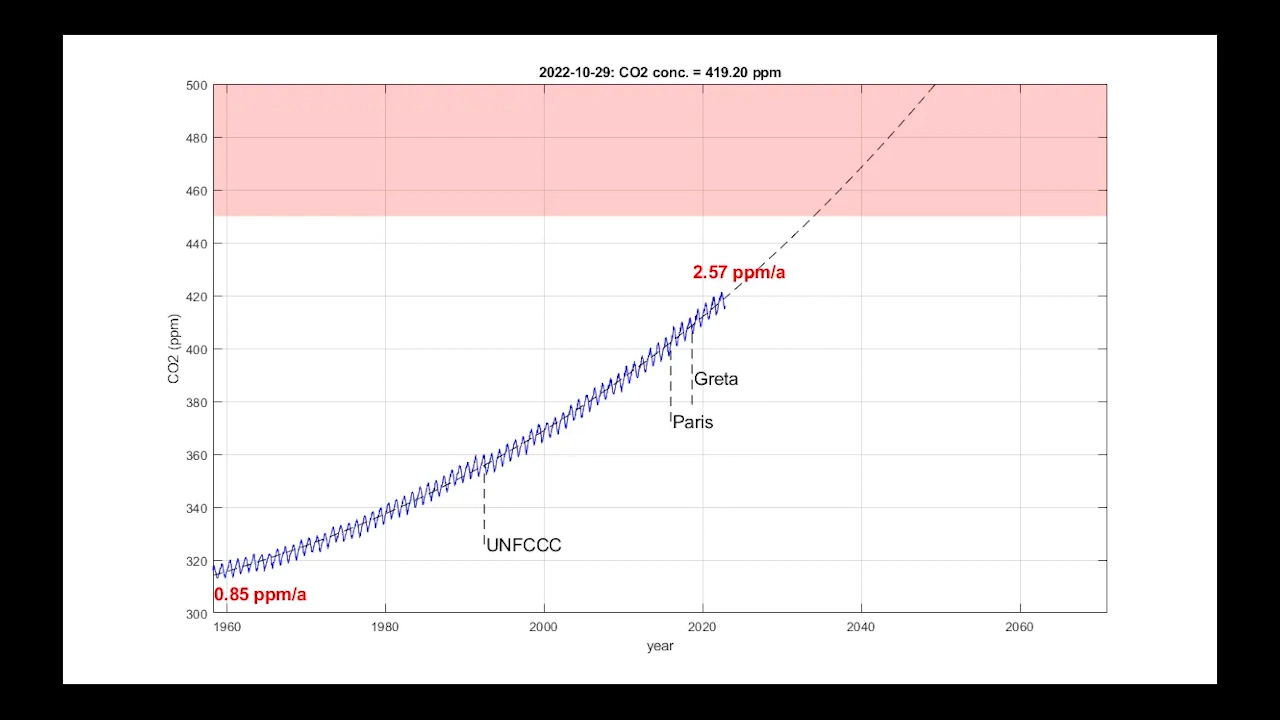 2022-10-29: CO2 conc. = 419.20 ppm
500
480
460
440
420
400
380
360
340
320
300
CO2 (ppm)
2.57 ppm/a
Greta
Paris
UNFCCC
0.85 ppm/a
1960 1980 2000 2020 2040 2060
year